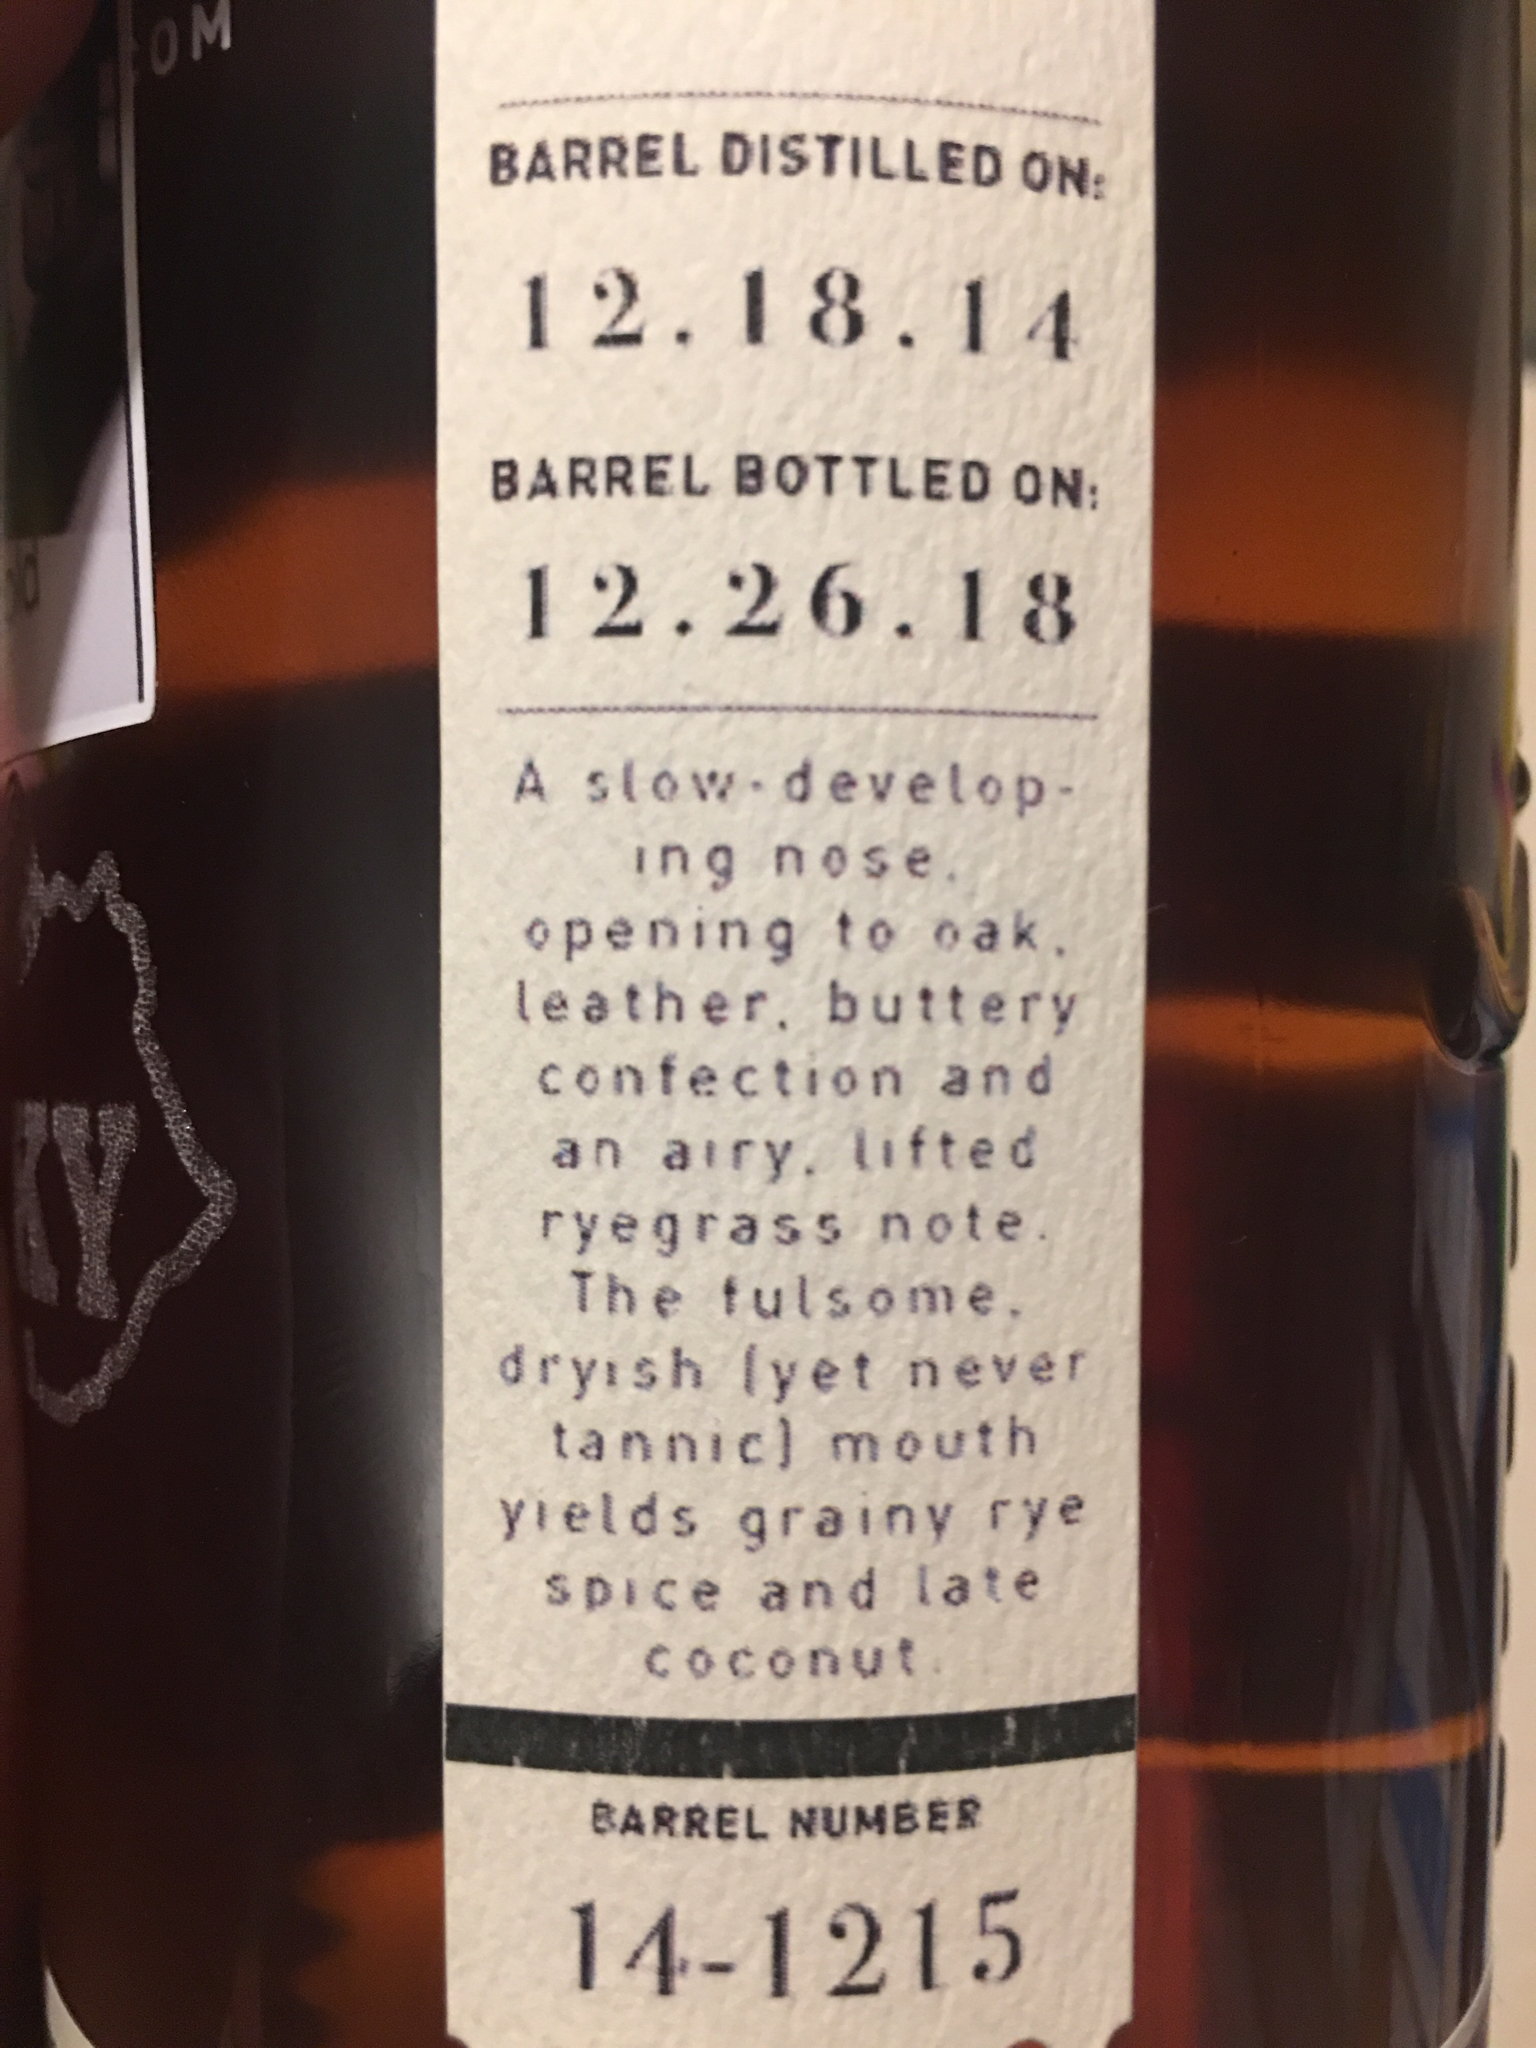 OM
BARREL DISTILLED ON:
12.18.14
BARREL BOTTLED ON:
12.26.18
A slow-develop-
ing nose,
opening to oak,
leather, buttery
confection and
an airy, lifted
ryegrass note.
The fulsome,
dryish (yet never
tannic) mouth
yields grainy rye
spice and late
coconut.
BARREL NUMBER
14-1215
KY